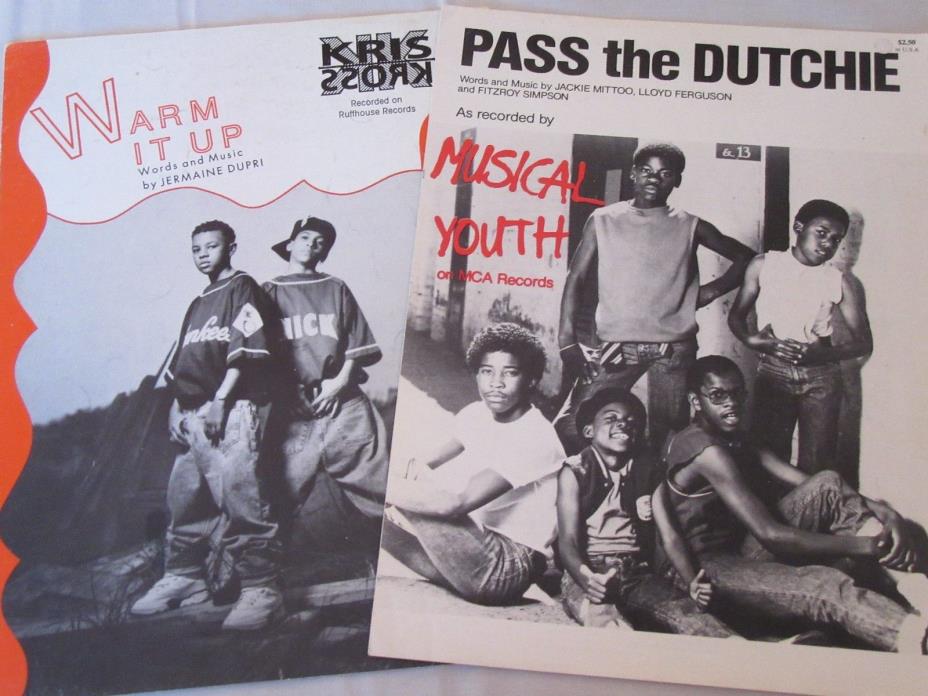 KRIS
KROSS
Recorded on
Ruffhouse Records
WARM
IT UP
Words and Music
by JERMAINE DUPRI
PASS the DUTCHIE
$2.50
in U.S.A.
Words and Music by JACKIE MITTOO, LLOYD FERGUSON
and FITZROY SIMPSON
As recorded by
MUSICAL
YOUTH
on MCA Records
& 13